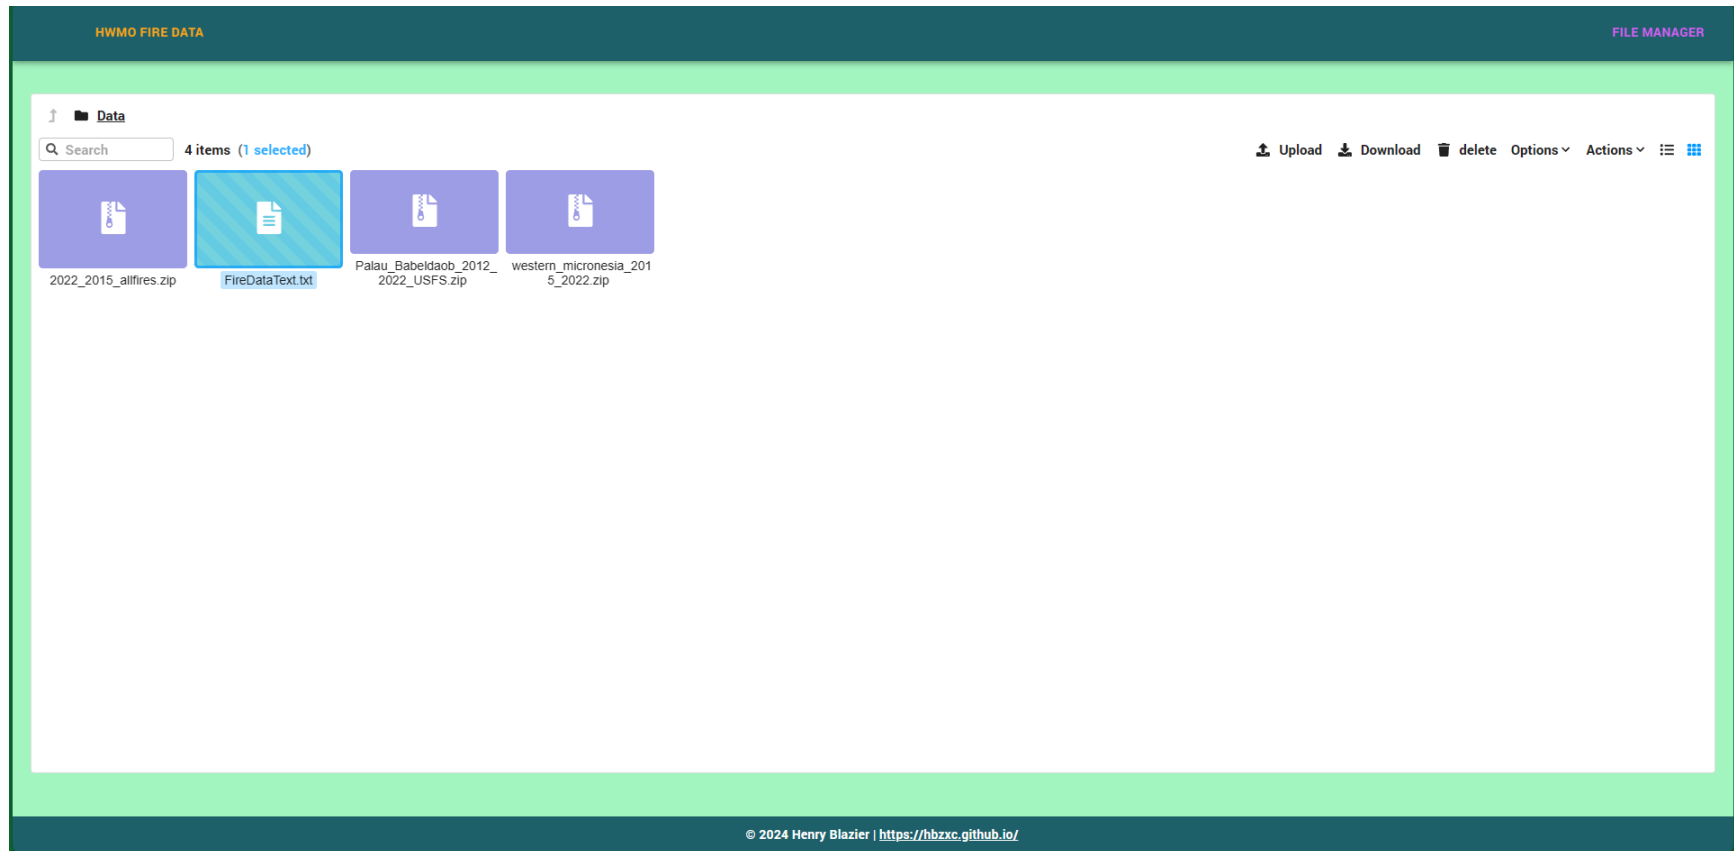 HWMO FIRE DATA
FILE MANAGER
Data
Search
4 items (1 selected)
Upload Download delete Options Actions
2022_2015_allfires.zip
FireDataText.txt
Palau_Babeldaob_2012_
2022_USFS.zip
western_micronesia_201
5_2022.zip
© 2024 Henry Blazier | https://hbzxc.github.io/